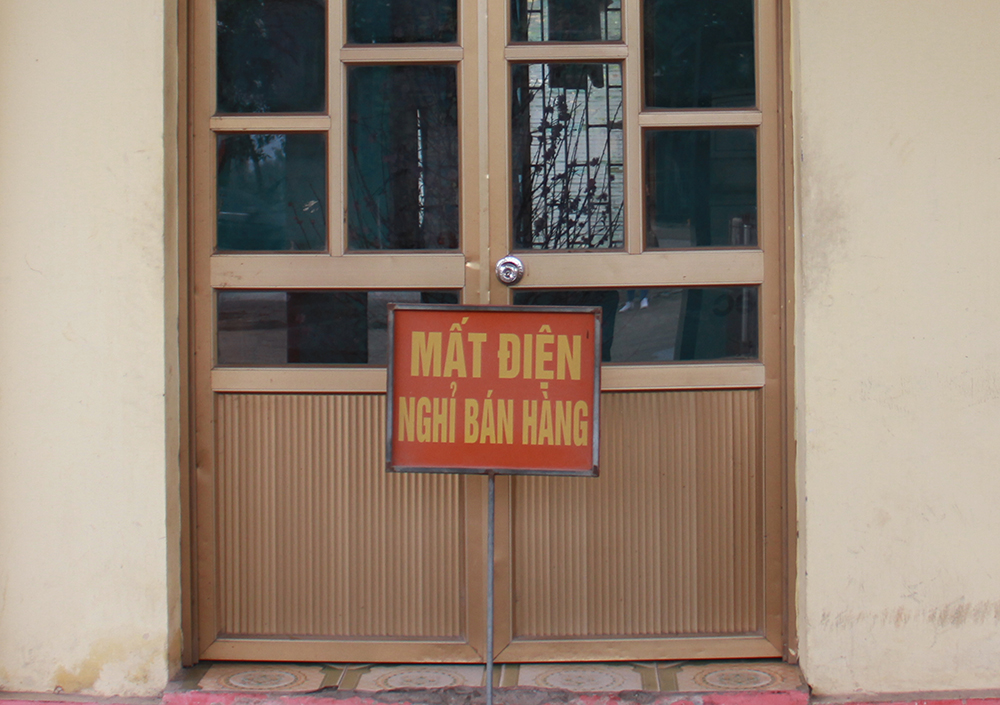 MẤT ĐIỆN
NGHỈ BÁN HÀNG